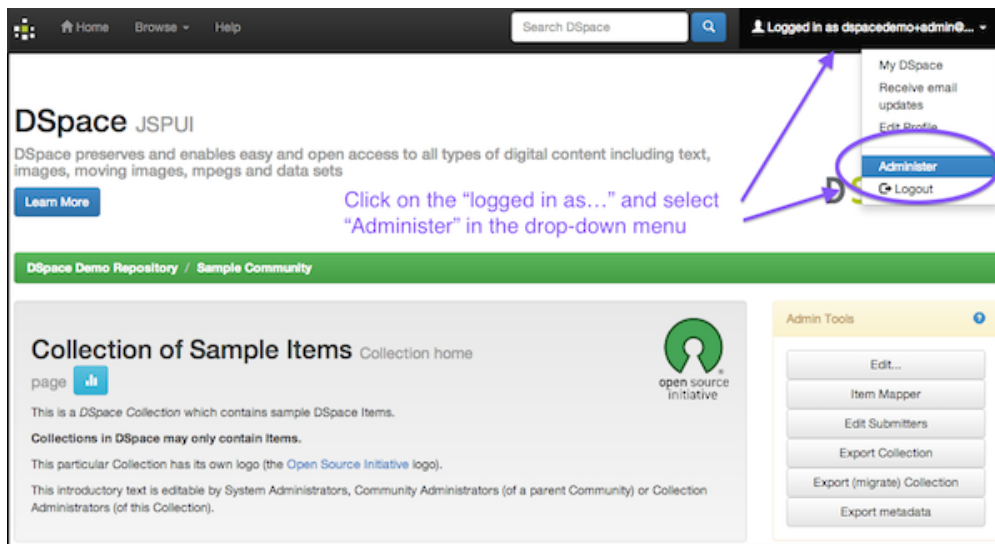 Home Browse Help Search DSpace Logged in as dspacedemo+admin@...
My DSpace
Receive email
updates
Edit Profile
Administer
Logout
DSpace JSPUI
DSpace preserves and enables easy and open access to all types of digital content including text,
images, moving images, mpegs and data sets
Learn More
Click on the “logged in as…” and select
“Administer” in the drop-down menu
DS
DSpace Demo Repository / Sample Community
Collection of Sample Items Collection home
page
open source
initiative
This is a DSpace Collection which contains sample DSpace Items.
Collections in DSpace may only contain Items.
This particular Collection has its own logo (the Open Source Initiative logo).
This introductory text is editable by System Administrators, Community Administrators (of a parent Community) or Collection
Administrators (of this Collection).
Admin Tools ?
Edit...
Item Mapper
Edit Submitters
Export Collection
Export (migrate) Collection
Export metadata